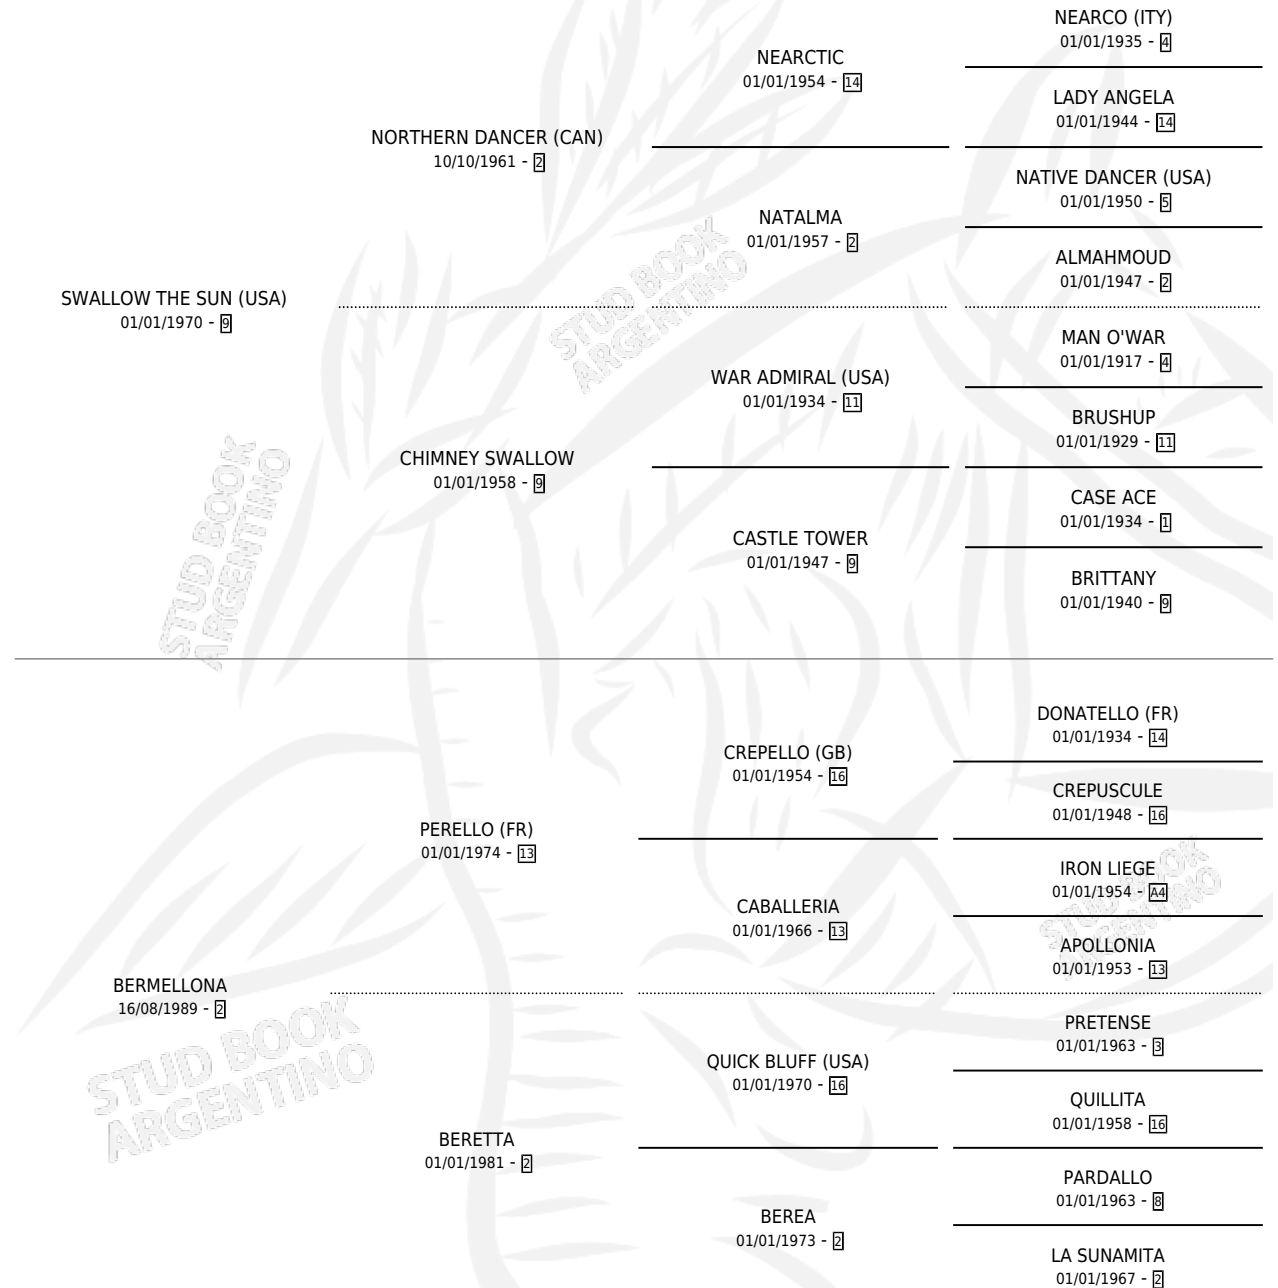 NEARCO (ITY)
01/01/1935 - 4
NEARCTIC
01/01/1954 - 14
LADY ANGELA
01/01/1944 - 14
NORTHERN DANCER (CAN)
10/10/1961 - 2
NATIVE DANCER (USA)
01/01/1950 - 5
NATALMA
01/01/1957 - 2
ALMAHMOUD
01/01/1947 - 2
SWALLOW THE SUN (USA)
01/01/1970 - 9
MAN O'WAR
01/01/1917 - 4
WAR ADMIRAL (USA)
01/01/1934 - 11
BRUSHUP
01/01/1929 - 11
CHIMNEY SWALLOW
01/01/1958 - 9
CASE ACE
01/01/1934 - 1
CASTLE TOWER
01/01/1947 - 9
BRITTANY
01/01/1940 - 9
DONATELLO (FR)
01/01/1934 - 14
CREPELLO (GB)
01/01/1954 - 16
CREPUSCULE
01/01/1948 - 16
PERELLO (FR)
01/01/1974 - 13
IRON LIEGE
01/01/1954 - A4
CABALLERIA
01/01/1966 - 13
APOLLONIA
01/01/1953 - 13
BERMELLONA
16/08/1989 - 2
PRETENSE
01/01/1963 - 3
QUICK BLUFF (USA)
01/01/1970 - 16
QUILLITA
01/01/1958 - 16
BERETTA
01/01/1981 - 2
PARDALLO
01/01/1963 - 8
BEREA
01/01/1973 - 2
LA SUNAMITA
01/01/1967 - 2
STUD BOOK
ARGENTINO
STUD BOOK
ARGENTINO
STUD BOOK
ARGENTINO
STUD BOOK
ARGENTINO